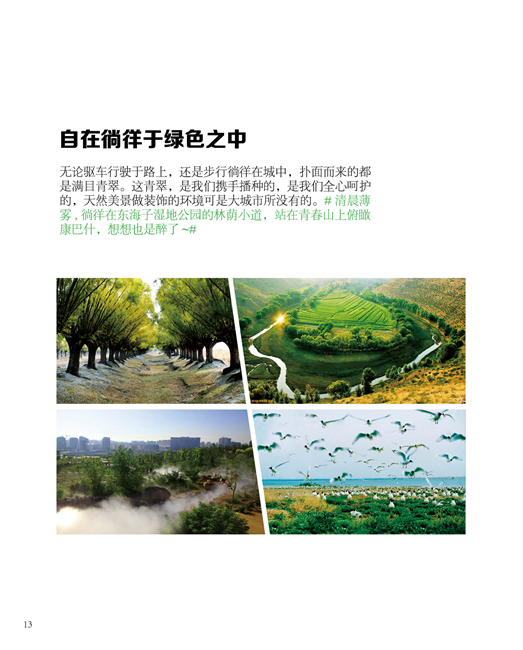 自在徜徉于绿色之中
无论驱车行驶于路上，还是步行徜徉在城中，扑面而来的都
是满目青翠。这青翠，是我们携手播种的，是我们全心呵护
的，天然美景做装饰的环境可是大城市所没有的。# 清晨薄
雾 , 徜徉在东海子湿地公园的林荫小道，站在青春山上俯瞰
康巴什，想想也是醉了 ~#
13